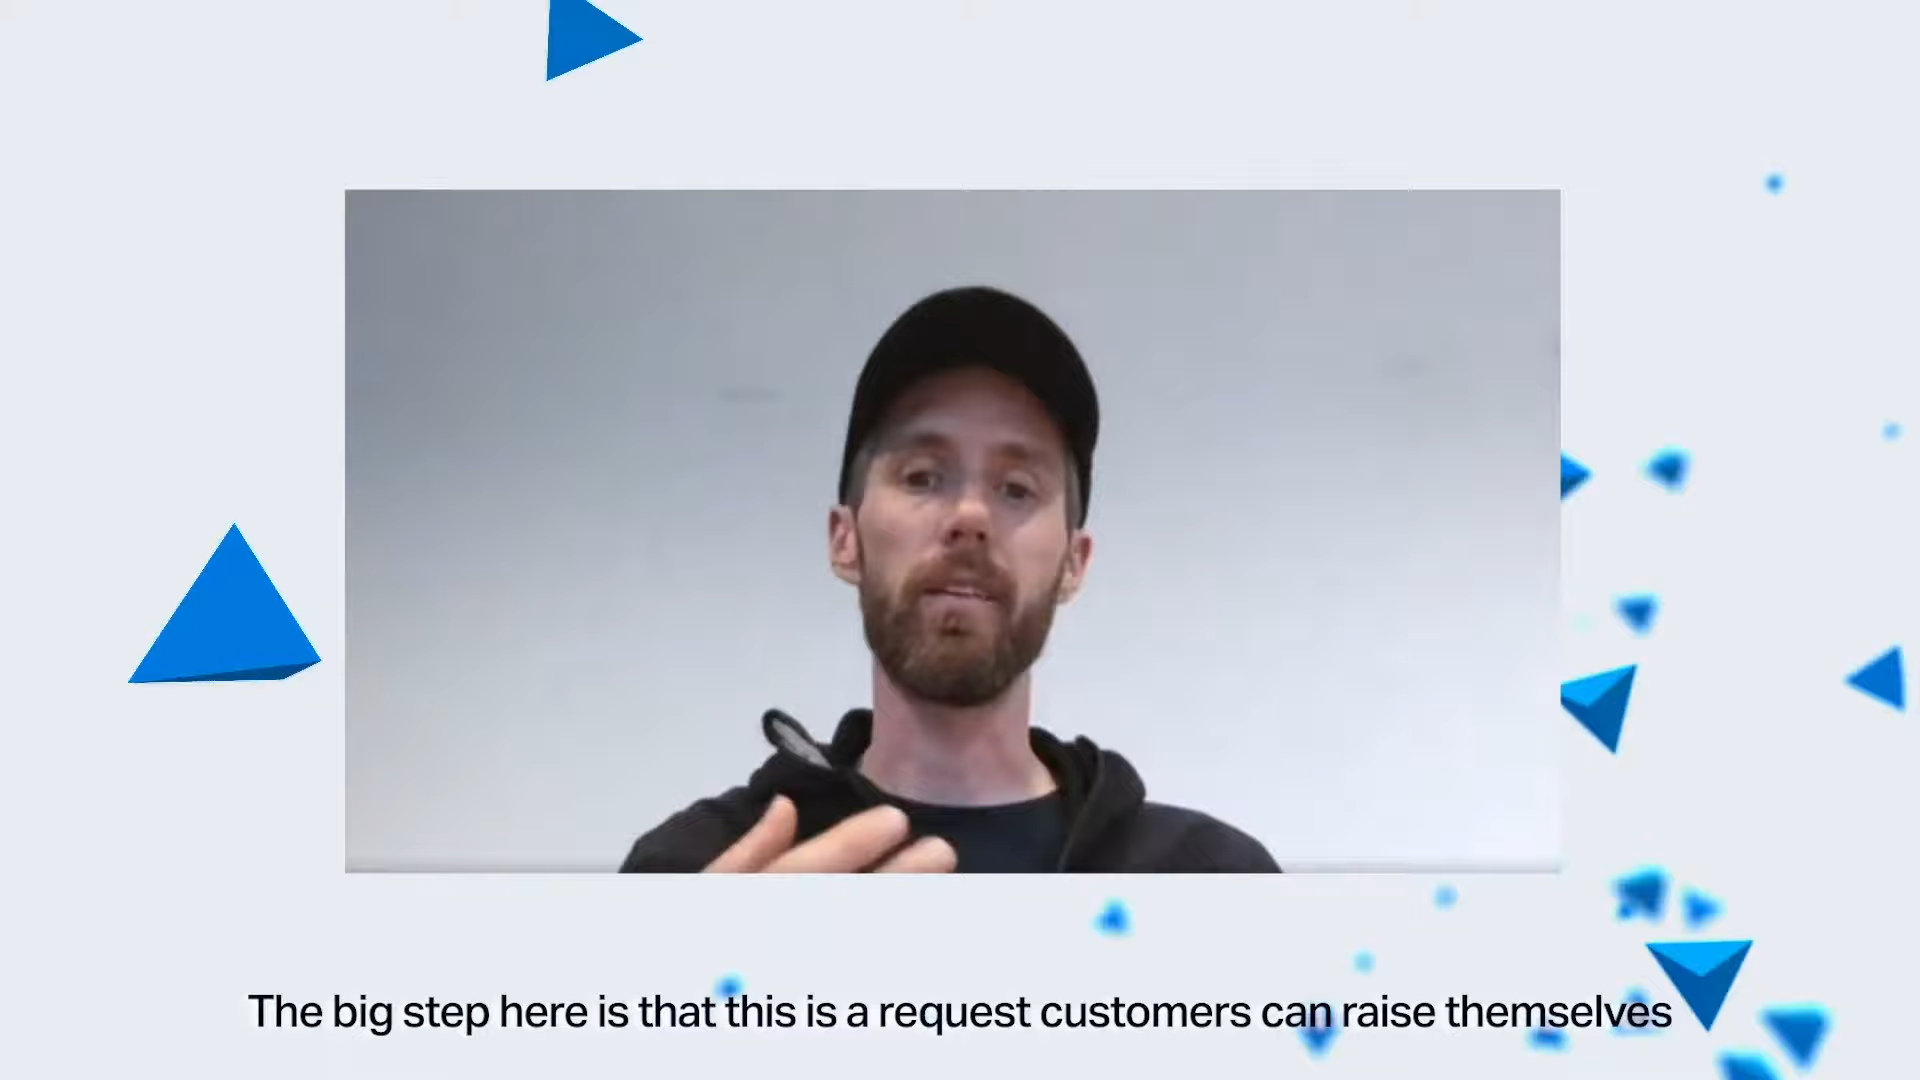 The big step here is that this is a request customers can raise themselves